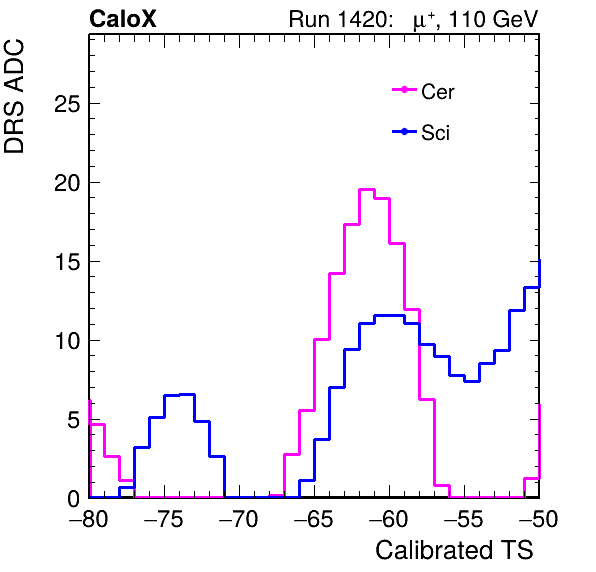 CaloX Run 1420: μ⁺, 110 GeV
DRS ADC
Cer
Sci
25
20
15
10
5
0
−80 −75 −70 −65 −60 −55 −50
Calibrated TS